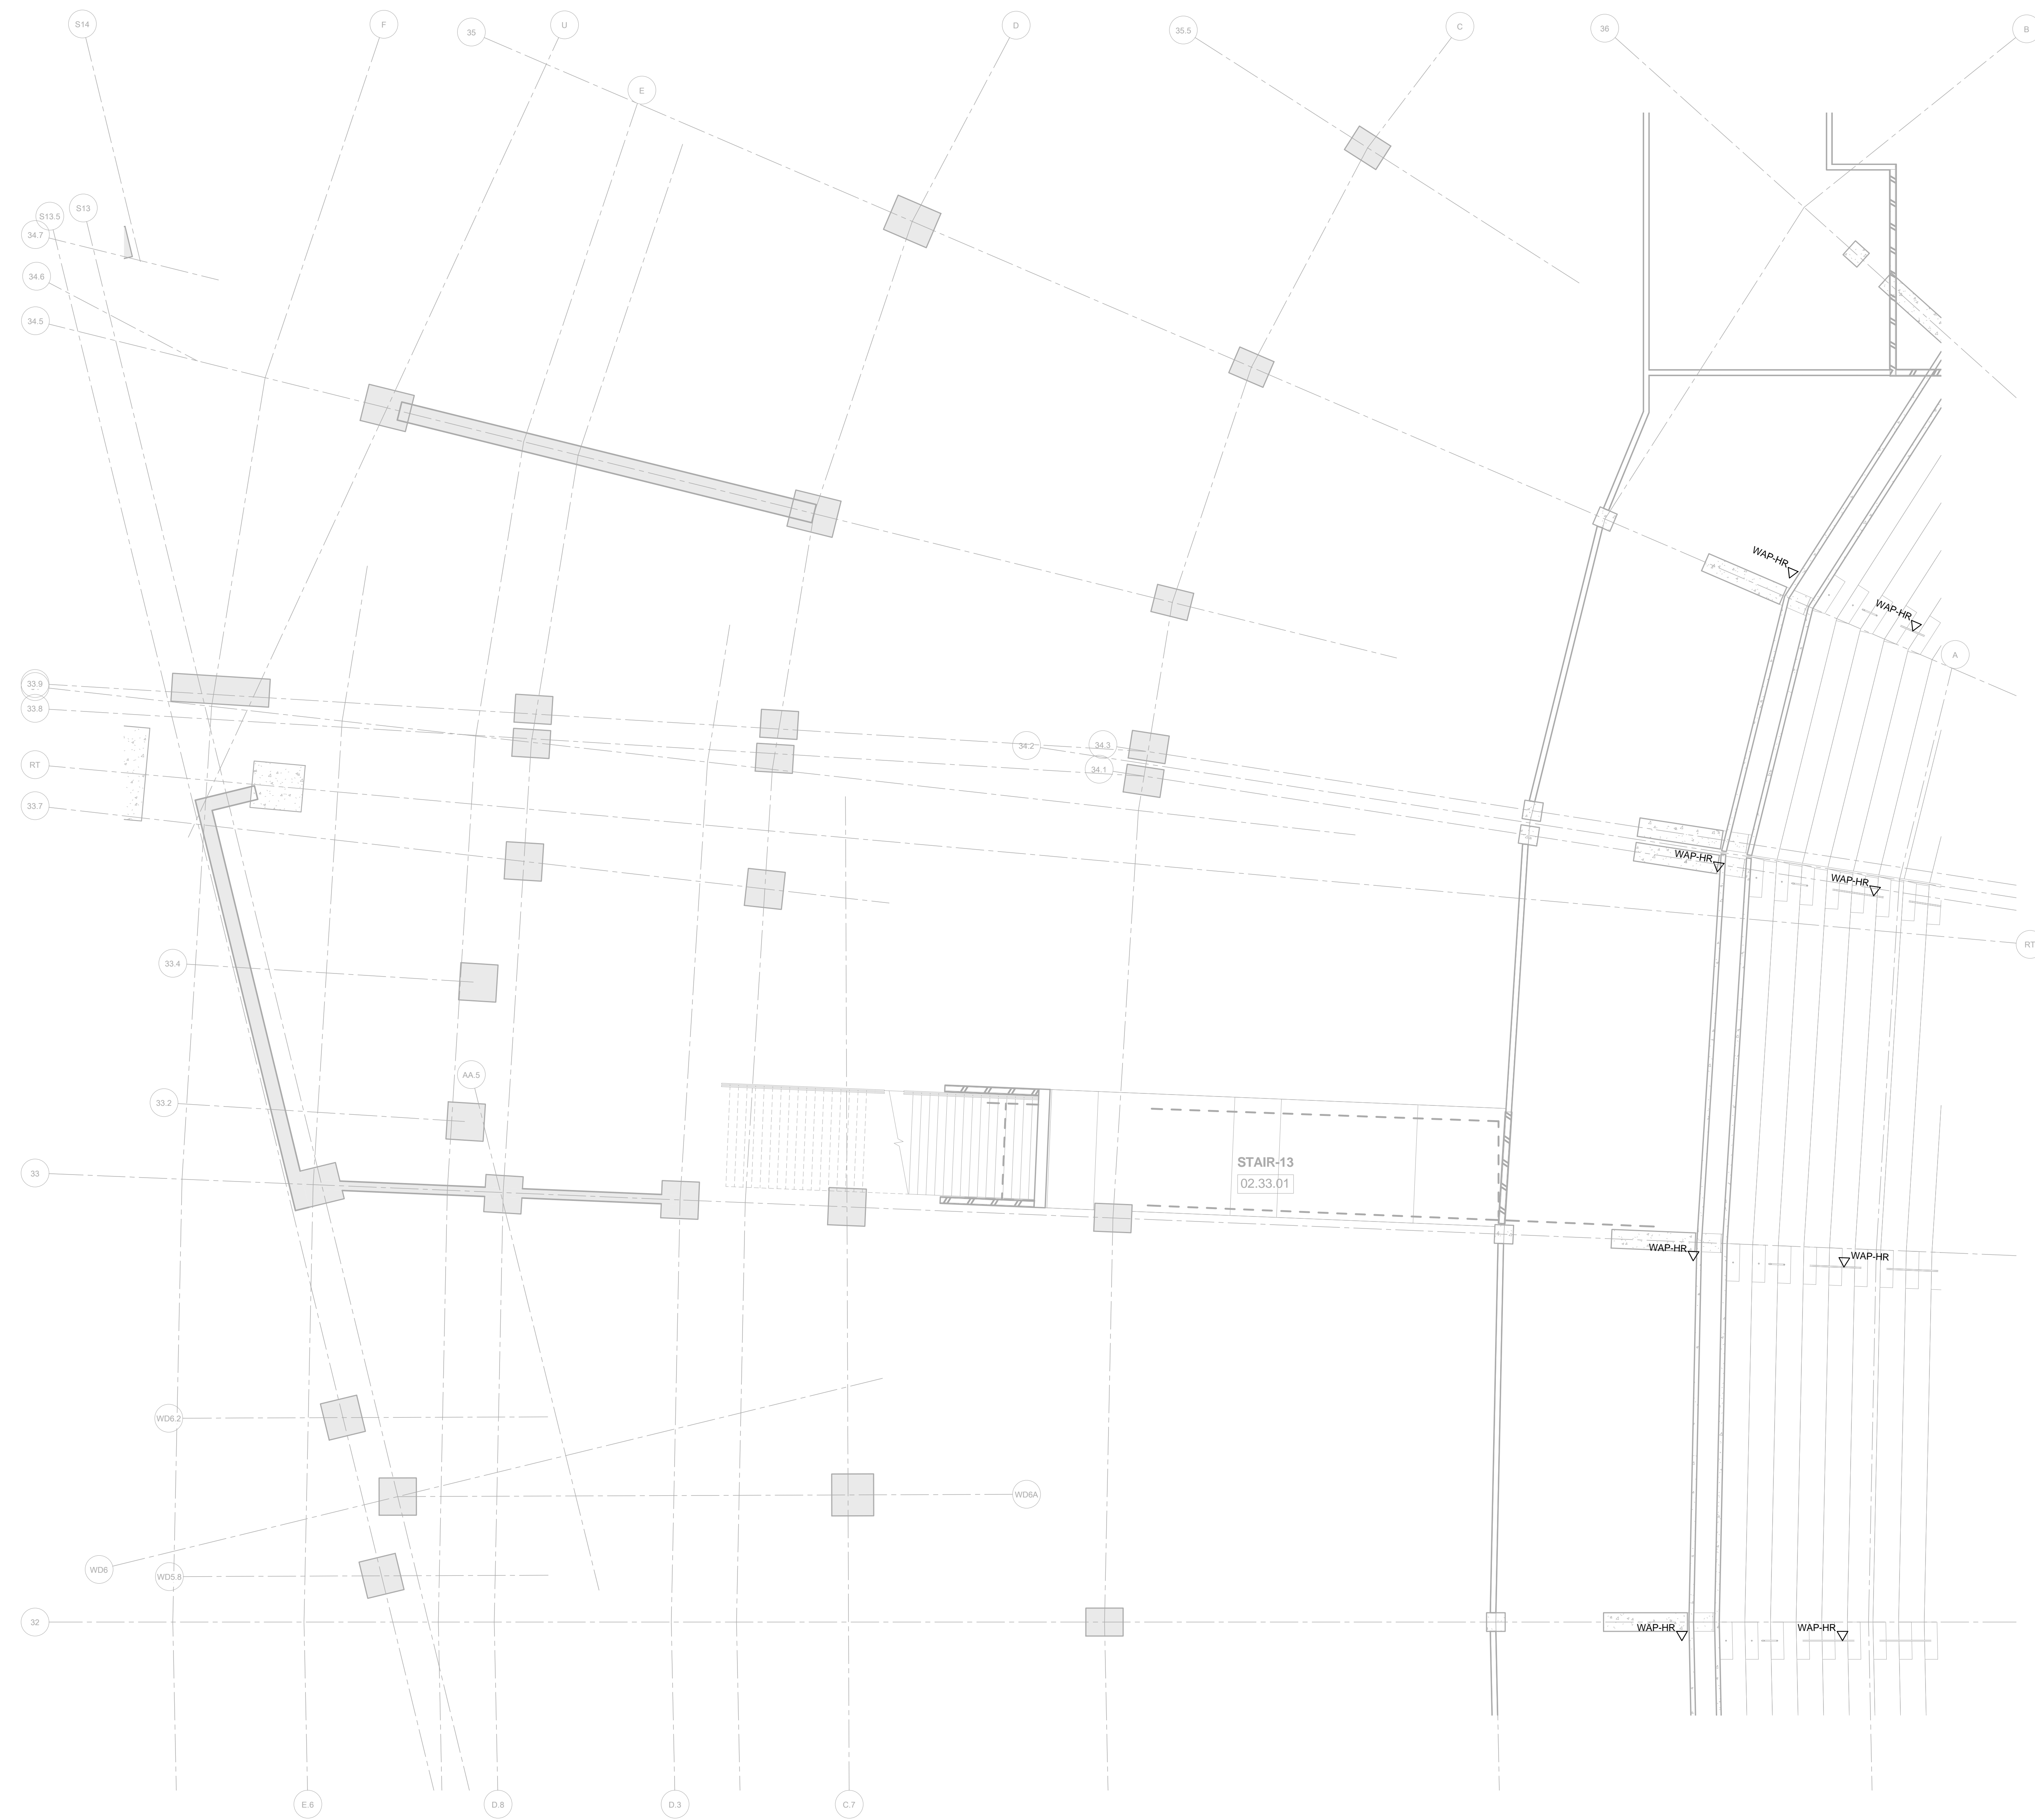 S14
F
35
U
D
35.5
C
36
B
E
S13
S13.5
34.7
34.6
34.5
WAP-HR
WAP-HR
A
33.9
33.8
34.2
34.3
34.1
RT
33.7
WAP-HR
WAP-HR
RT
33.4
AA.5
33.2
STAIR-13
02.33.01
33
WAP-HR
WAP-HR
WD6.2
WD6A
WD6
WD5.8
32
WAP-HR
WAP-HR
E.6
D.8
D.3
C.7